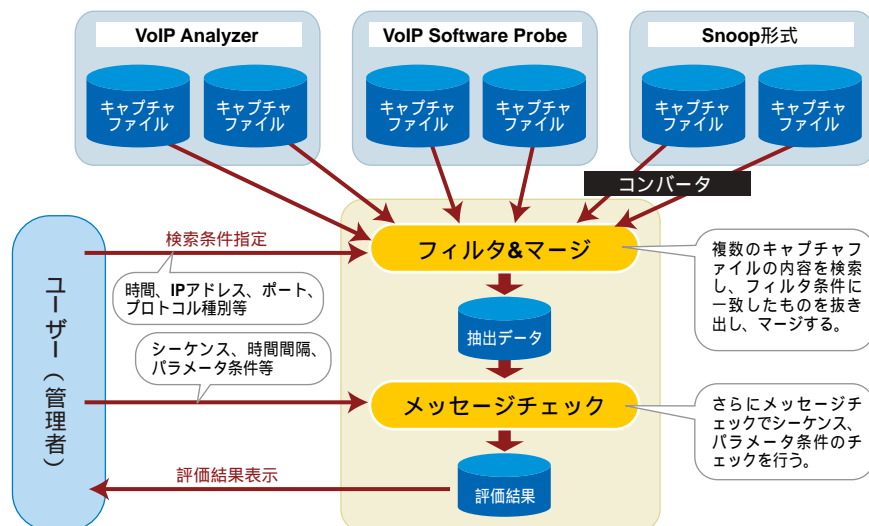 VoIP Analyzer
VoIP Software Probe
Snoop形式
キャプチャ
ファイル
キャプチャ
ファイル
キャプチャ
ファイル
キャプチャ
ファイル
キャプチャ
ファイル
キャプチャ
ファイル
コンバータ
検索条件指定
フィルタ&マージ
複数のキャプチャフ
ァイルの内容を検索
し、フィルタ条件に
一致したものを抜き
出し、マージする。
時間、IPアドレス、ポート、
プロトコル種別等
ユーザー(管理者)
抽出データ
シーケンス、時間間隔、
パラメータ条件等
メッセージチェック
さらにメッセージチ
ェックでシーケンス、
パラメータ条件のチ
ェックを行う。
評価結果表示
評価結果